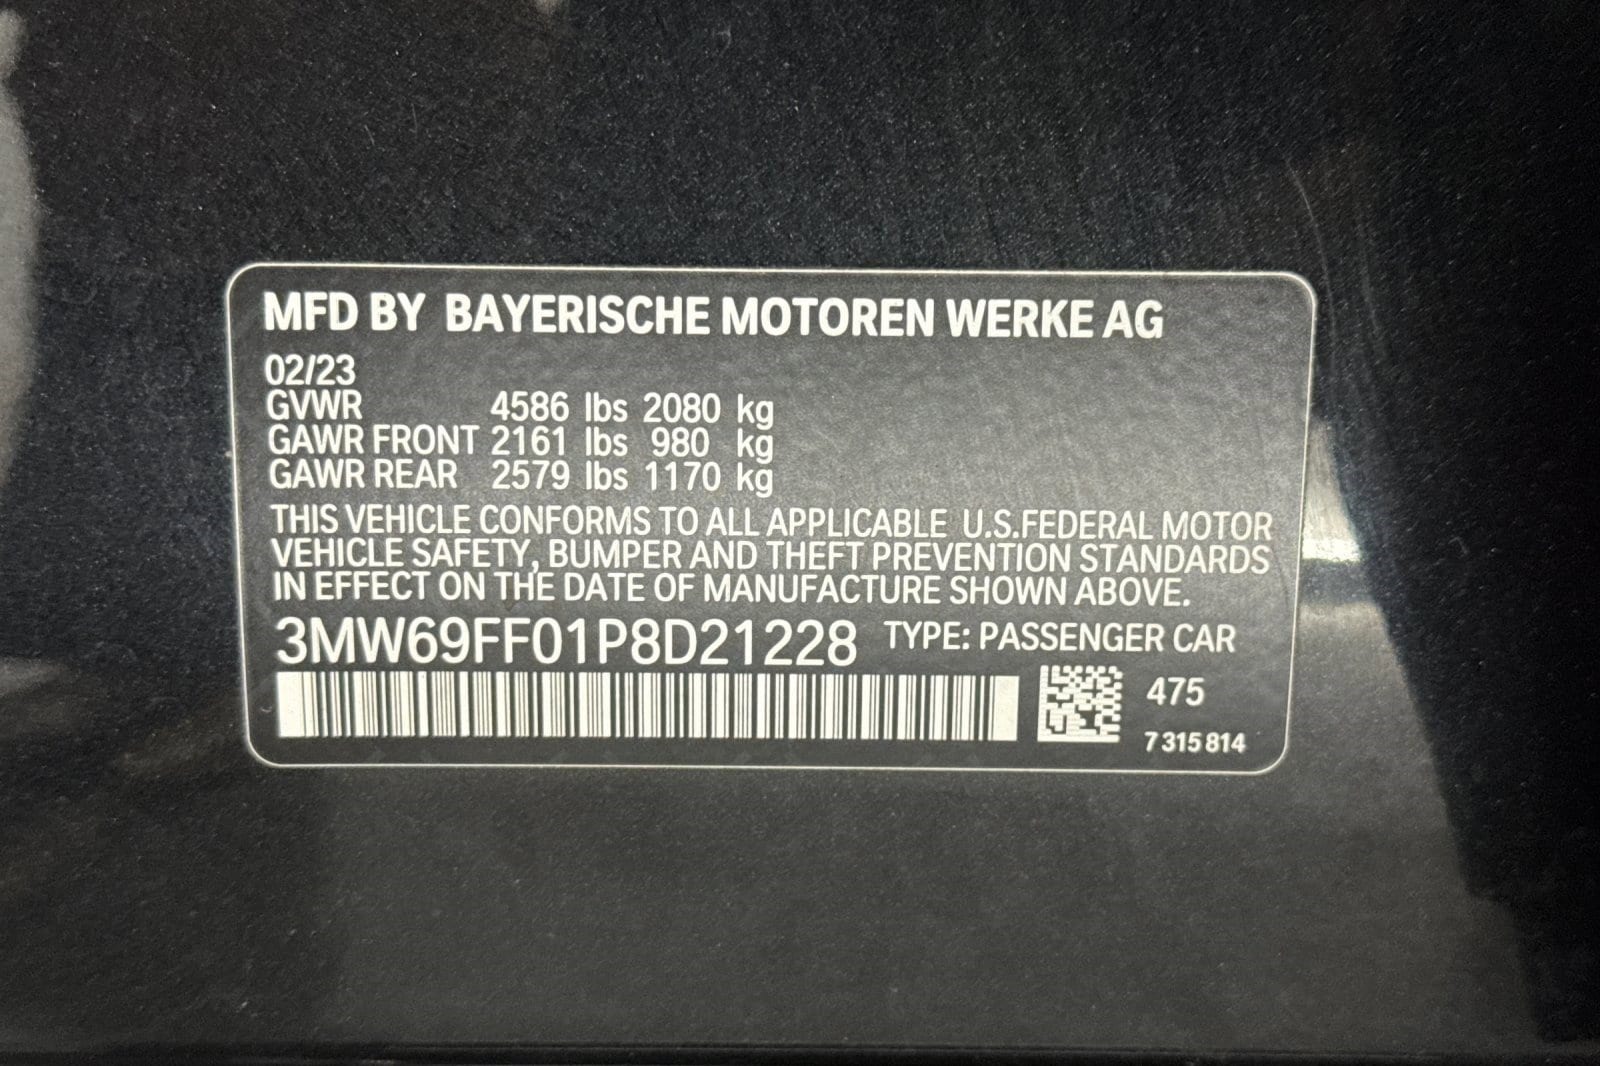 MFD BY BAYERISCHE MOTOREN WERKE AG
02/23
GVWR 4586 lbs 2080 kg
GAWR FRONT 2161 lbs 980 kg
GAWR REAR 2579 lbs 1170 kg
THIS VEHICLE CONFORMS TO ALL APPLICABLE U.S.FEDERAL MOTOR
VEHICLE SAFETY, BUMPER AND THEFT PREVENTION STANDARDS
IN EFFECT ON THE DATE OF MANUFACTURE SHOWN ABOVE.
3MW69FF01P8D21228 TYPE: PASSENGER CAR
475
7 315 814